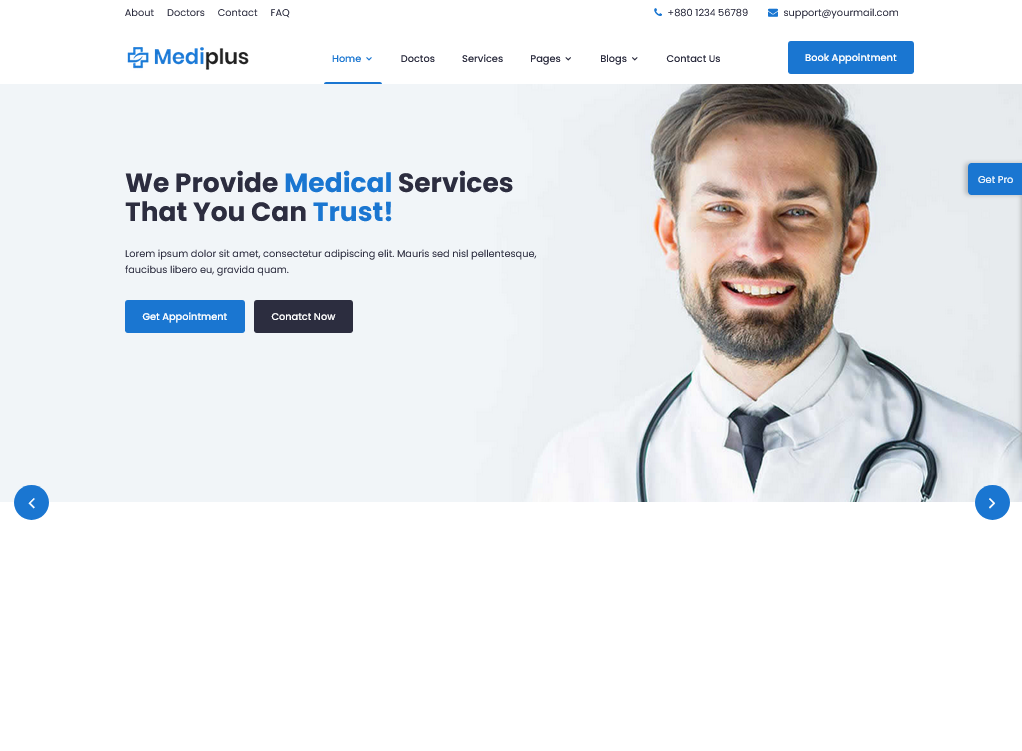 About Doctors Contact FAQ
+880 1234 56789 support@yourmail.com
Mediplus
Home Doctos Services Pages Blogs Contact Us
Book Appointment
Get Pro
We Provide Medical Services
That You Can Trust!
Lorem ipsum dolor sit amet, consectetur adipiscing elit. Mauris sed nisl pellentesque,
faucibus libero eu, gravida quam.
Get Appointment Conatct Now